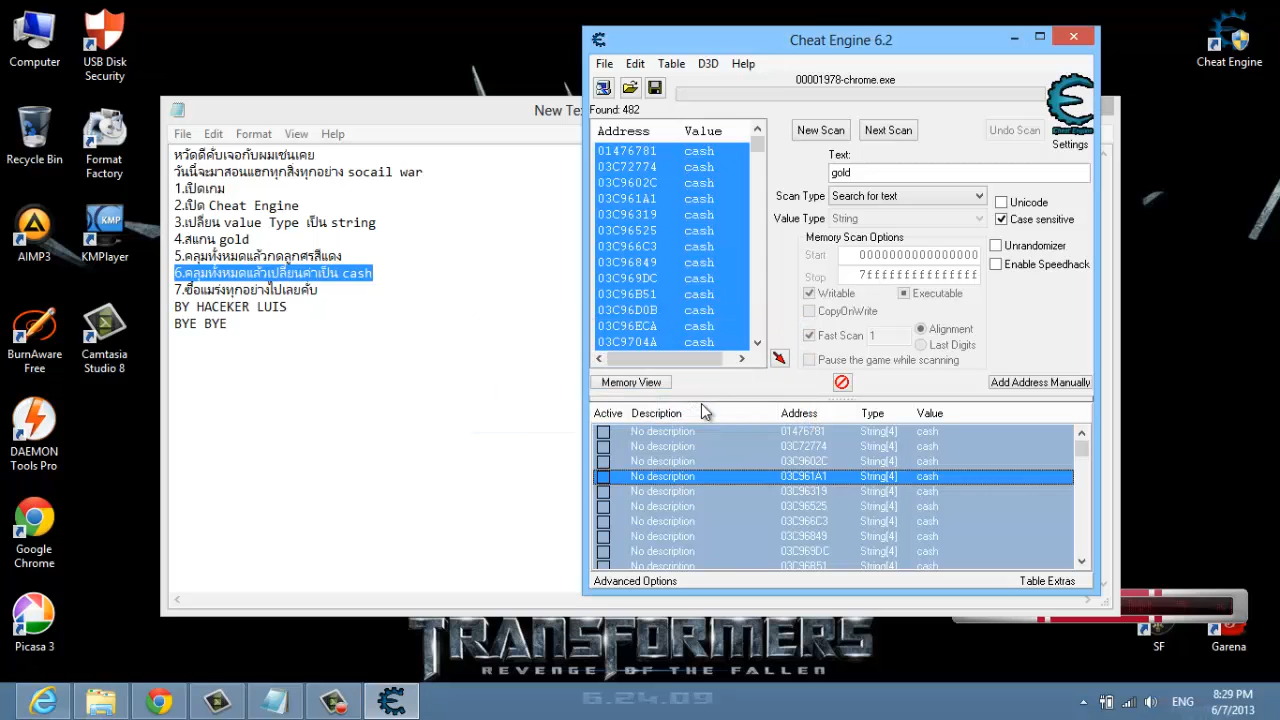 Computer
USB Disk
Security
Recycle Bin
Format
Factory
AIMP3
KMPlayer
BurnAware
Free
Camtasia
Studio 8
DAEMON
Tools Pro
Google
Chrome
Picasa 3
Cheat Engine
SF
Garena
New Te
File Edit Format View Help
หวัดดีคับเจอกับผมเช่นเคย
วันนี้จะมาสอนแฮกทุกสิ่งทุกอย่าง socail war
1.เปิดเกม
2.เปิด Cheat Engine
3.เปลี่ยน value Type เป็น string
4.สแกน gold
5.คลุมทั้งหมดแล้วกดลูกศรสีแดง
6.คลุมทั้งหมดแล้วเปลี่ยนค่าเป็น cash
7.ซื้อแม่รงทุกอย่างไปเลยคับ
BY HACEKER LUIS
BYE BYE
Cheat Engine 6.2
File Edit Table D3D Help
00001978-chrome.exe
Found: 482
Address Value
01476781 cash
03C72774 cash
03C9602C cash
03C961A1 cash
03C96319 cash
03C96525 cash
03C966C3 cash
03C96849 cash
03C969DC cash
03C96B51 cash
03C96D0B cash
03C96ECA cash
03C9704A cash
New Scan Next Scan Undo Scan
Settings
Text:
gold
Scan Type Search for text
Value Type String
Unicode
Case sensitive
Memory Scan Options
Start 0000000000000000
Stop 7fffffffffffffff
Writable Executable
CopyOnWrite
Fast Scan 1 Alignment
Last Digits
Pause the game while scanning
Unrandomizer
Enable Speedhack
Memory View
Add Address Manually
Active Description Address Type Value
No description 01476781 String[4] cash
No description 03C72774 String[4] cash
No description 03C9602C String[4] cash
No description 03C961A1 String[4] cash
No description 03C96319 String[4] cash
No description 03C96525 String[4] cash
No description 03C966C3 String[4] cash
No description 03C96849 String[4] cash
No description 03C969DC String[4] cash
No description 03C96B51 String[4] cash
Advanced Options Table Extras
TRANSFORMERS
REVENGE OF THE FALLEN
6.24.09
ENG
8:29 PM
6/7/2013